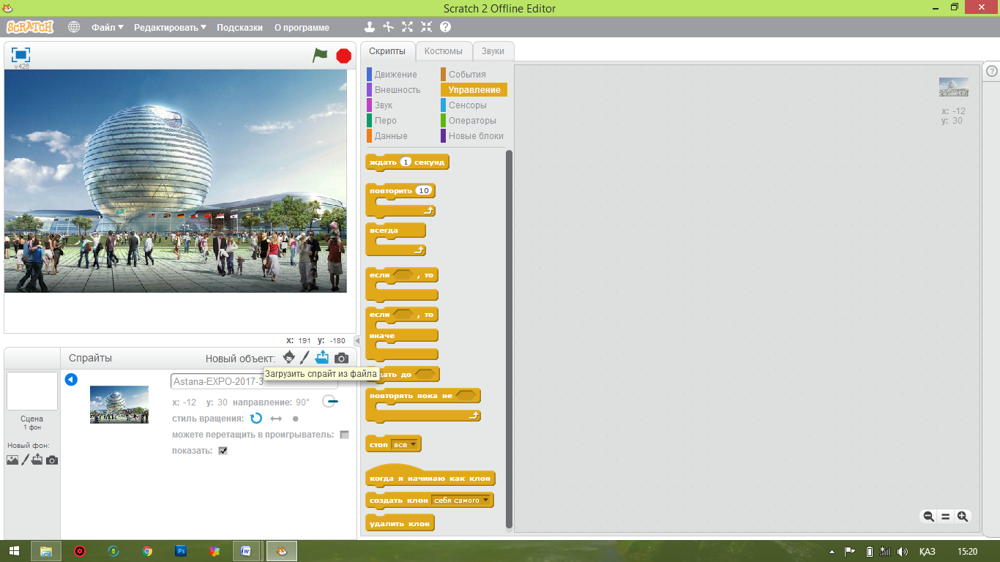 Scratch 2 Offline Editor
SCRATCH Файл Редактировать Подсказки О программе
v426
Скрипты Костюмы Звуки
Движение События
Внешность Управление
Звук Сенсоры
Перо Операторы
Данные Новые блоки
ждать 1 секунд
повторить 10
всегда
если , то
если , то
иначе
ждать до
повторять пока не
стоп все
когда я начинаю как клон
создать клон себя самого
удалить клон
x: -12
y: 30
x: 191 y: -180
Спрайты Новый объект:
Загрузить спрайт из файла
Astana-EXPO-2017-3
x: -12 y: 30 направление: 90°
стиль вращения:
можете перетащить в проигрыватель:
показать:
Сцена
1 фон
Новый фон:
Ps
ҚАЗ 15:20